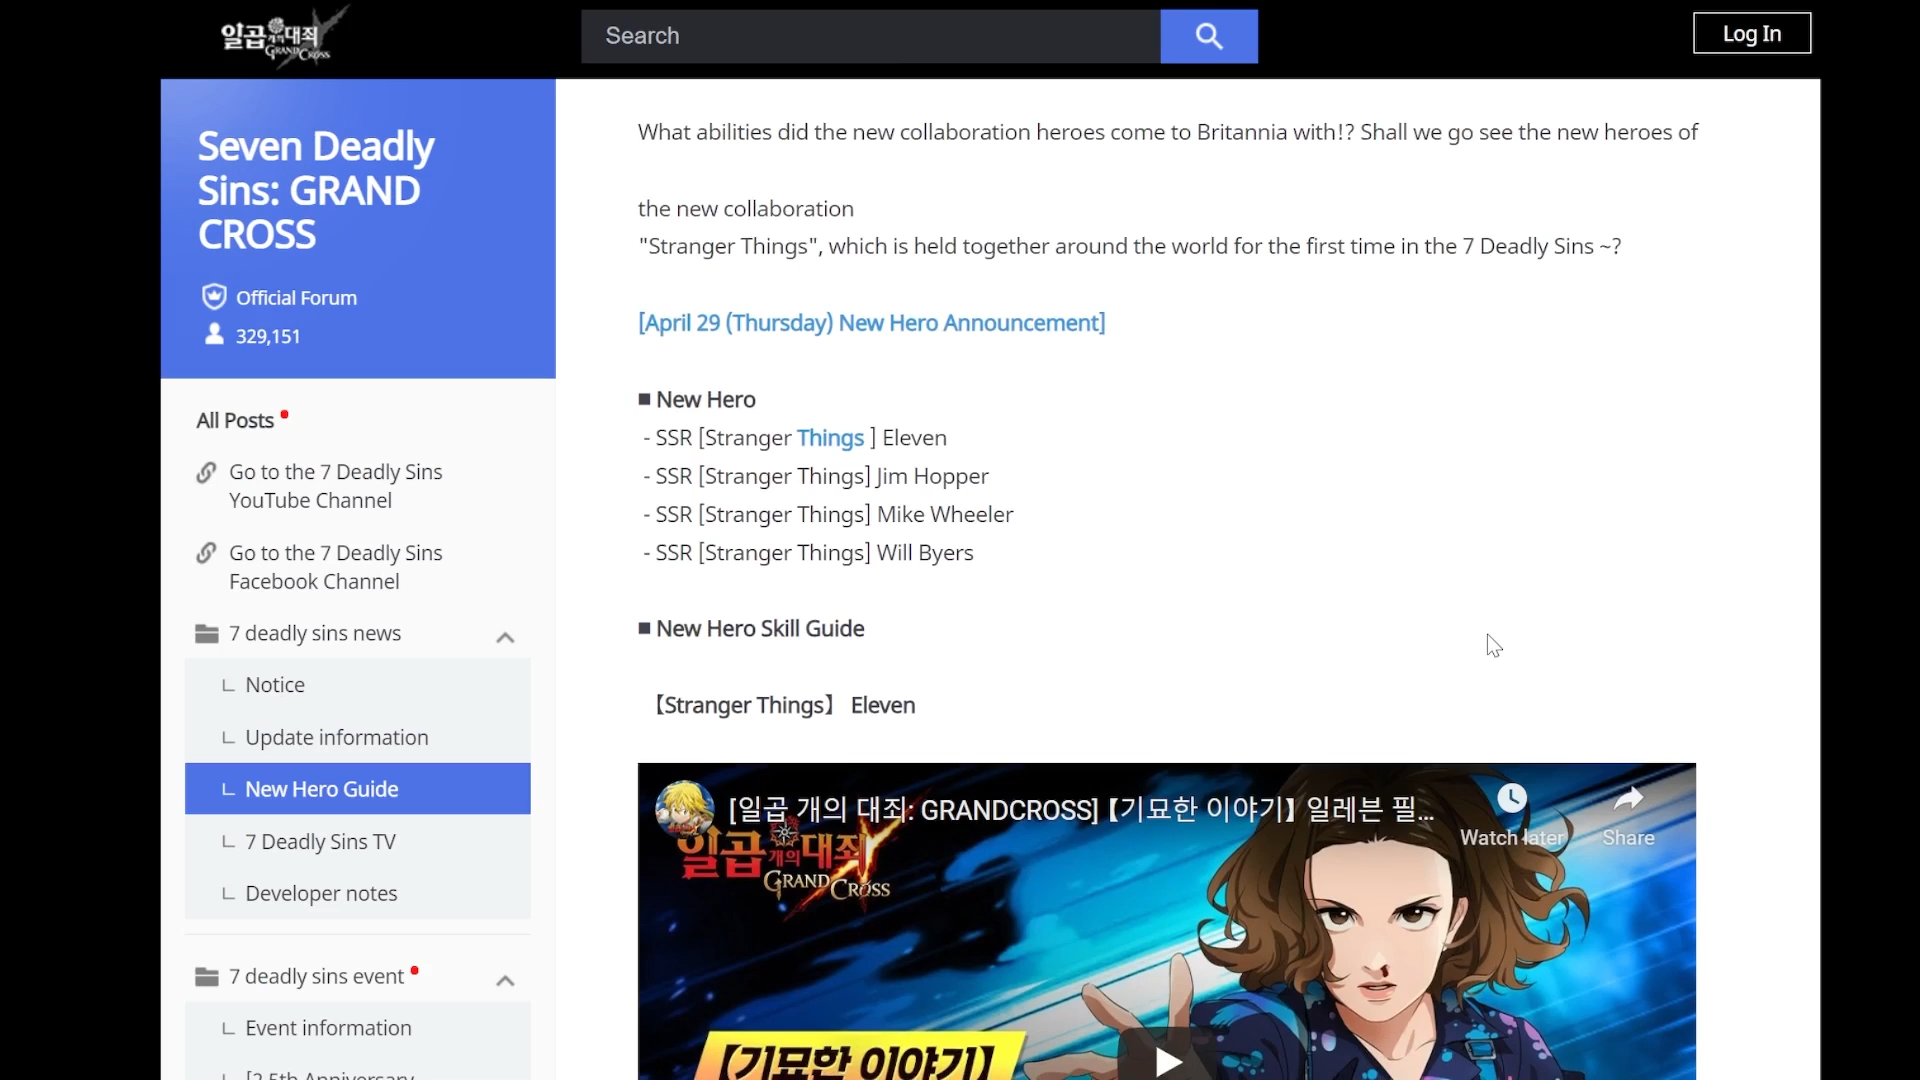 일곱개의대죄
GRAND CROSS
Search
Log In
Seven Deadly
Sins: GRAND
CROSS
Official Forum
329,151
All Posts
Go to the 7 Deadly Sins
YouTube Channel
Go to the 7 Deadly Sins
Facebook Channel
7 deadly sins news
Notice
Update information
New Hero Guide
7 Deadly Sins TV
Developer notes
7 deadly sins event
Event information
[2.5th Anniversary
What abilities did the new collaboration heroes come to Britannia with!? Shall we go see the new heroes of
the new collaboration
"Stranger Things", which is held together around the world for the first time in the 7 Deadly Sins ~?
[April 29 (Thursday) New Hero Announcement]
■ New Hero
- SSR [Stranger Things ] Eleven
- SSR [Stranger Things] Jim Hopper
- SSR [Stranger Things] Mike Wheeler
- SSR [Stranger Things] Will Byers
■ New Hero Skill Guide
【Stranger Things】 Eleven
[일곱 개의 대죄: GRANDCROSS]【기묘한 이야기】일레븐 필...
Watch later
Share
일곱개의대죄
GRAND CROSS
【기묘한 이야기】